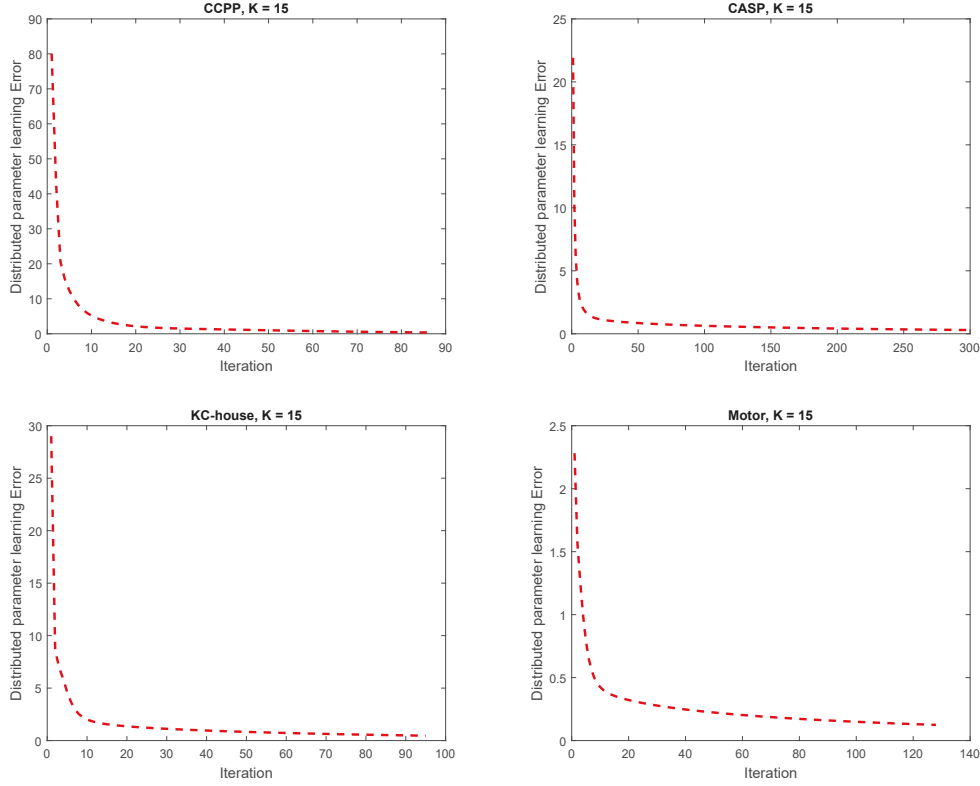 CCPP, K = 15
Distributed parameter learning Error
90
80
70
60
50
40
30
20
10
0
0 10 20 30 40 50 60 70 80 90
Iteration
CASP, K = 15
Distributed parameter learning Error
25
20
15
10
5
0
0 50 100 150 200 250 300
Iteration
KC-house, K = 15
Distributed parameter learning Error
30
25
20
15
10
5
0
0 10 20 30 40 50 60 70 80 90 100
Iteration
Motor, K = 15
Distributed parameter learning Error
2.5
2
1.5
1
0.5
0
0 20 40 60 80 100 120 140
Iteration